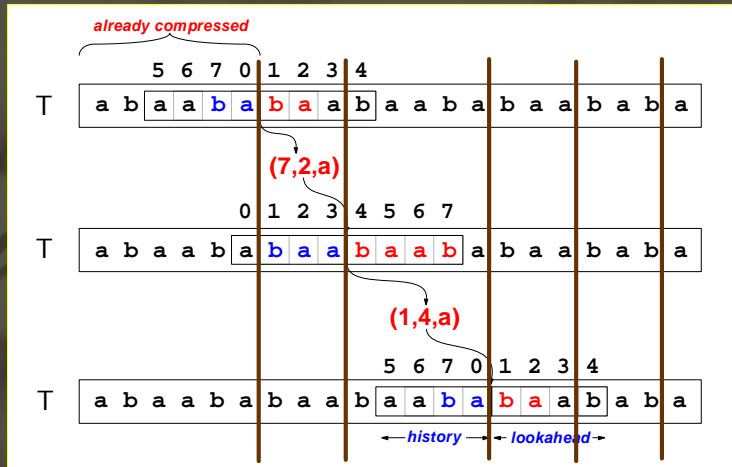 already compressed
5 6 7 0 1 2 3 4
T a b a a b a b a a b a a b a b a a b a b a
(7,2,a)
0 1 2 3 4 5 6 7
T a b a a b a b a a b a a b a b a a b a b a
(1,4,a)
5 6 7 0 1 2 3 4
T a b a a b a b a a b a a b a b a a b a b a
history lookahead